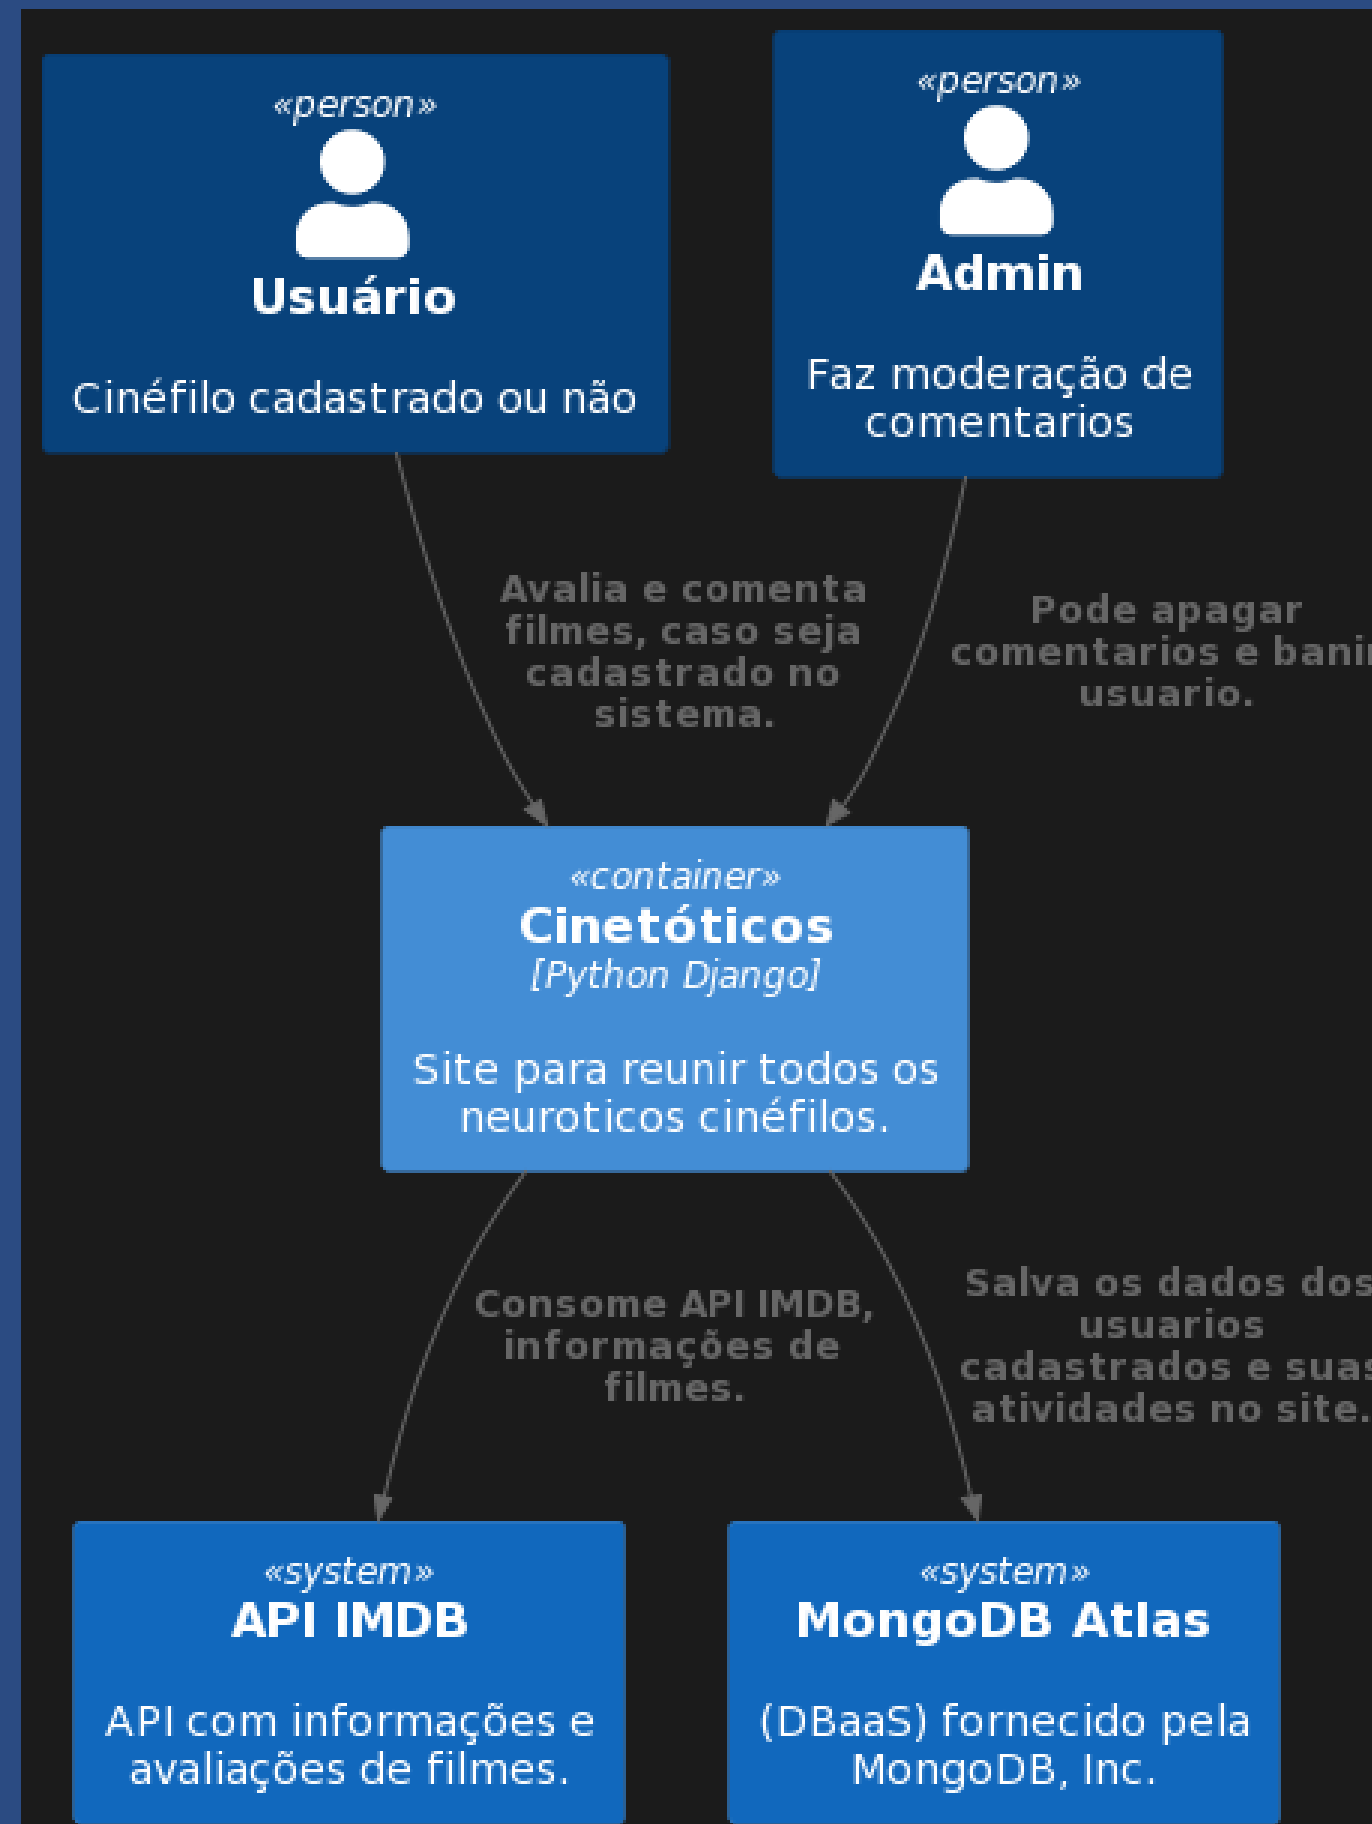 «person»
Usuário
Cinéfilo cadastrado ou não
«person»
Admin
Faz moderação de
comentarios
Avalia e comenta
filmes, caso seja
cadastrado no
sistema.
Pode apagar
comentarios e banir
usuario.
«container»
Cinetóticos
[Python Django]
Site para reunir todos os
neuroticos cinéfilos.
Consome API IMDB,
informações de
filmes.
Salva os dados dos
usuarios
cadastrados e suas
atividades no site.
«system»
API IMDB
API com informações e
avaliações de filmes.
«system»
MongoDB Atlas
(DBaaS) fornecido pela
MongoDB, Inc.